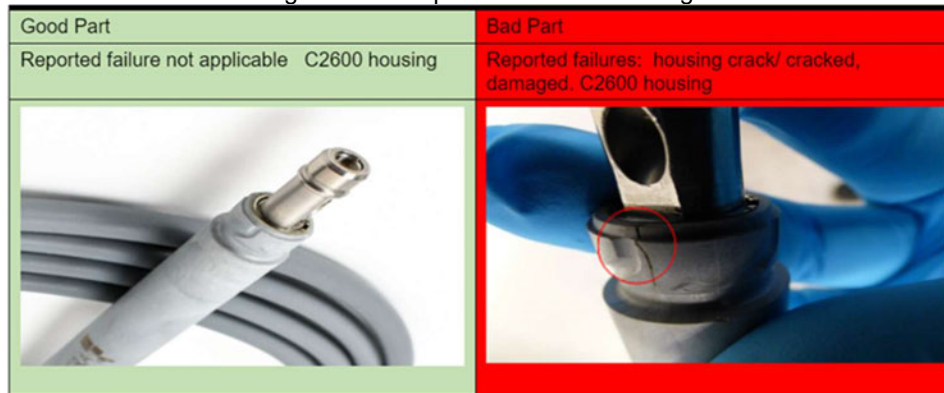 Good Part
Bad Part
Reported failure not applicable C2600 housing
Reported failures: housing crack/ cracked,
damaged. C2600 housing